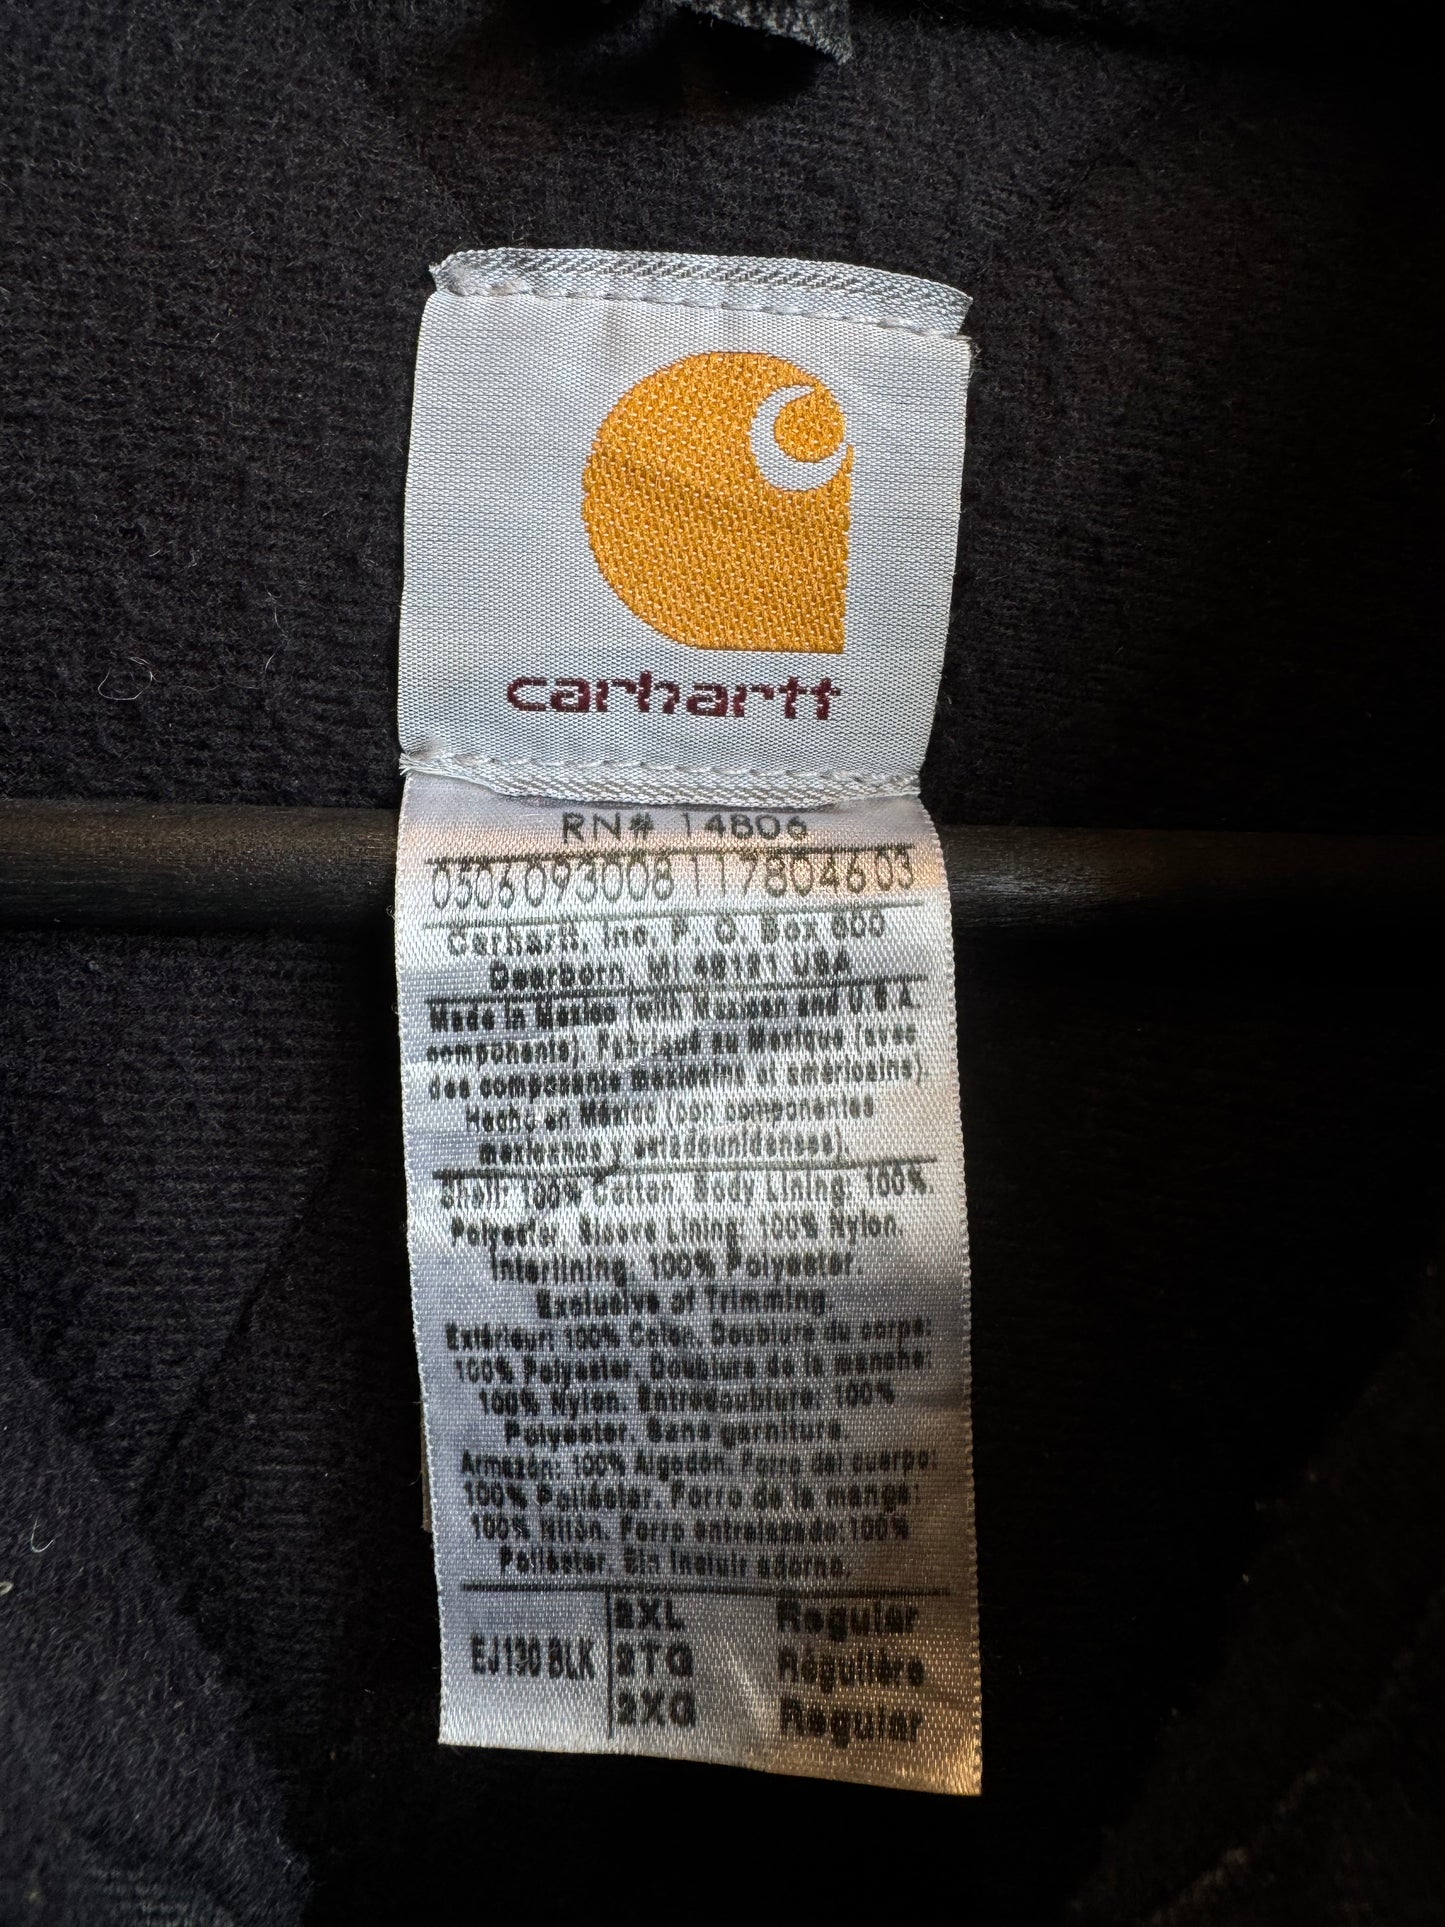 carhartt
RN# 14806
0506093008 117804603
Carhartt, Inc. P. O. Box 600
Dearborn, MI 48121 USA
Made in Mexico (with Mexican and U.S.A.
components). Fabriqué au Mexique (avec
des composants mexicains et américains).
Hecho en México (con componentes
mexicanos y estadounidenses).
Shell: 100% Cotton. Body Lining: 100%
Polyester. Sleeve Lining: 100% Nylon.
Interlining: 100% Polyester.
Exclusive of Trimming.
Extérieur: 100% Coton. Doublure du corps:
100% Polyester. Doublure de la manche:
100% Nylon. Entredoublure: 100%
Polyester. Sans garniture.
Armazón: 100% Algodón. Forro del cuerpo:
100% Poliéster. Forro de la manga:
100% Nilón. Forro entrelazado: 100%
Poliéster. Sin incluir adorno.
EJ130 BLK
2XL Regular
2TG Régulière
2XG Regular